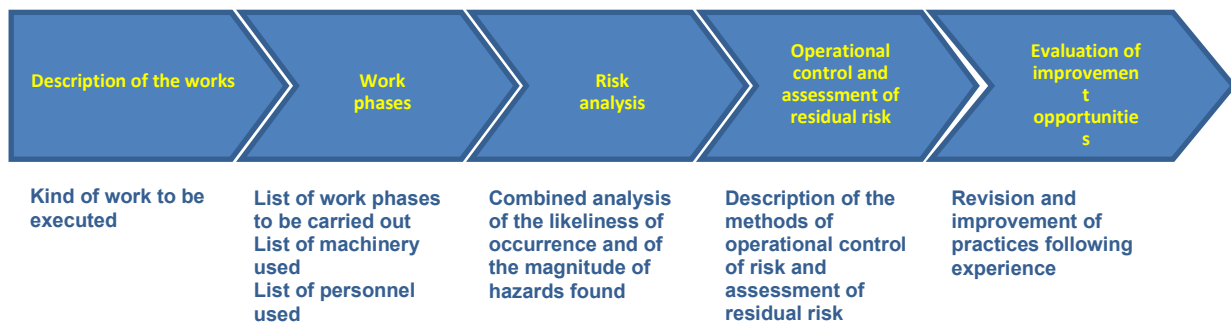 Description of the works
Work
phases
Risk
analysis
Operational
control and
assessment of
residual risk
Evaluation of
improvemen
t
opportunitie
s
Kind of work to be
executed
List of work phases
to be carried out
List of machinery
used
List of personnel
used
Combined analysis
of the likeliness of
occurrence and of
the magnitude of
hazards found
Description of the
methods of
operational control
of risk and
assessment of
residual risk
Revision and
improvement of
practices following
experience